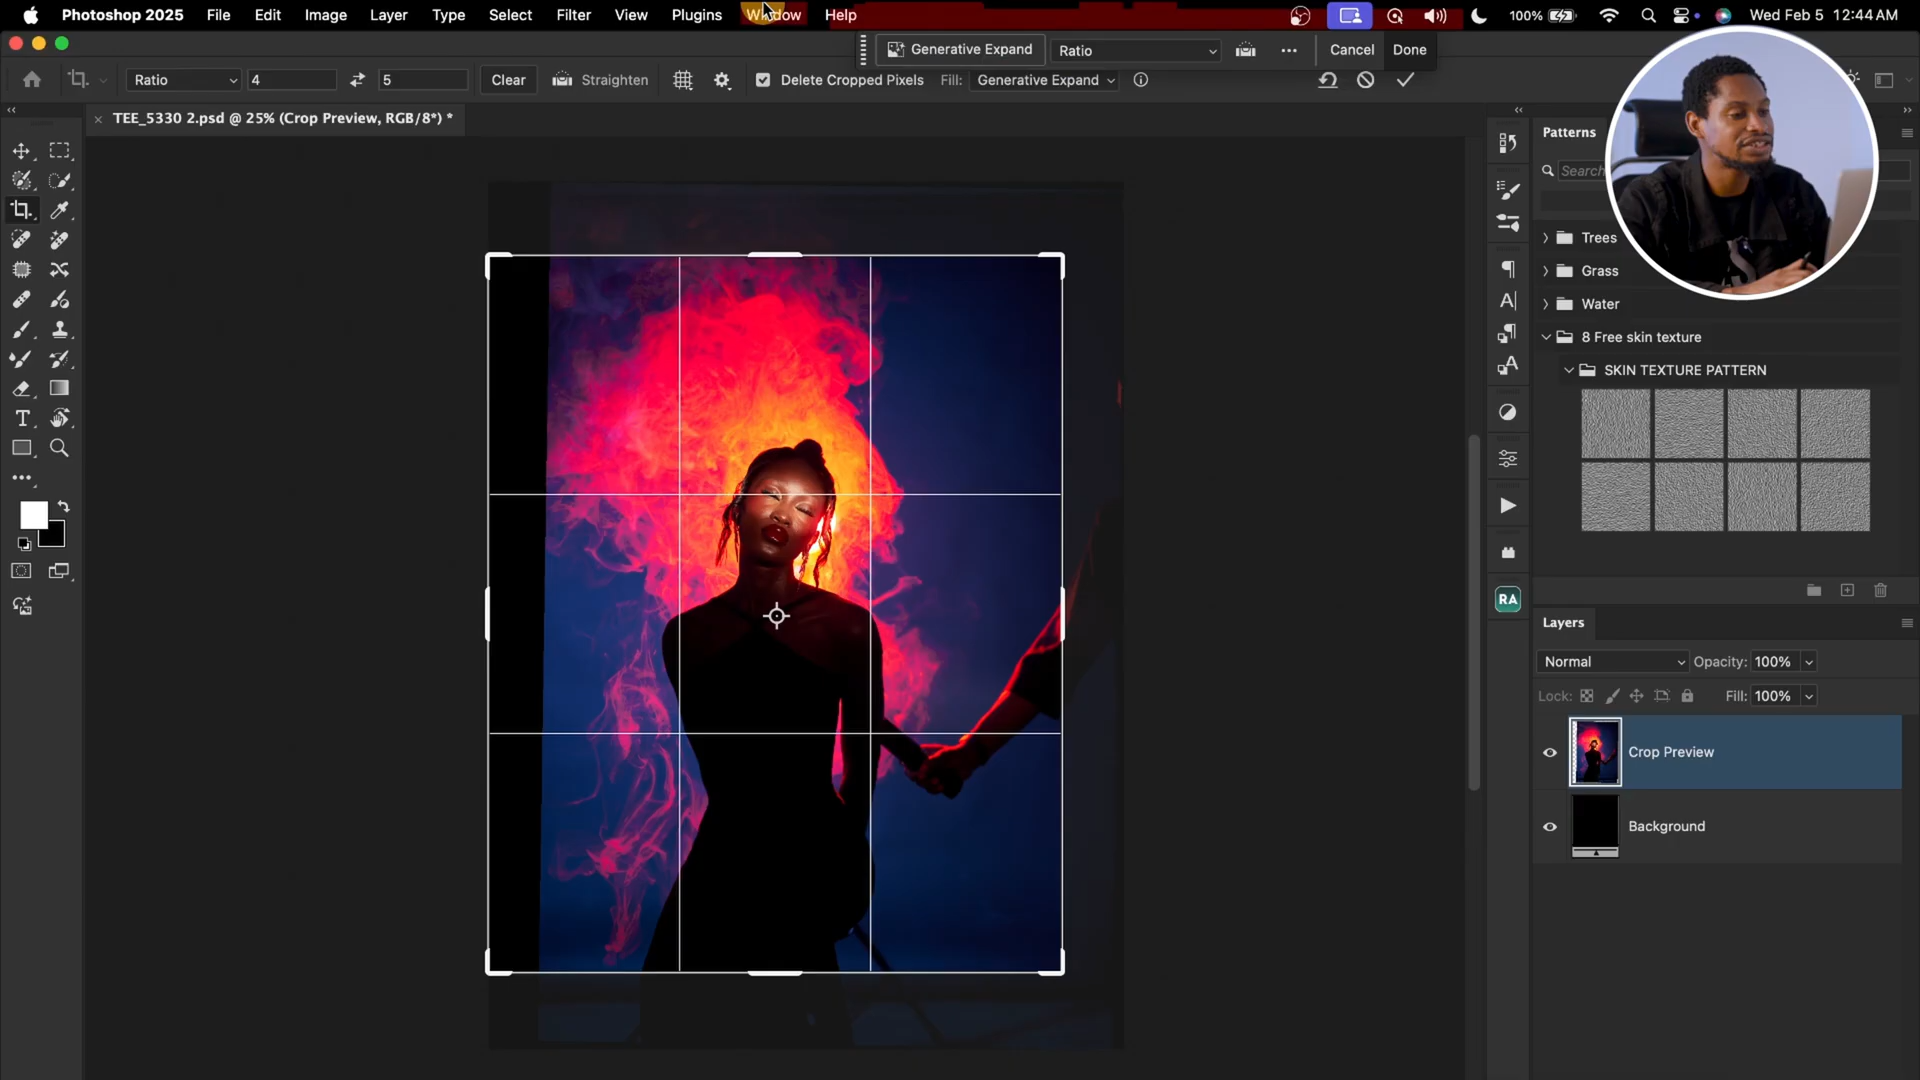 Photoshop 2025 File Edit Image Layer Type Select Filter View Plugins Window Help 100% Wed Feb 5 12:44 AM
Generative Expand Ratio Cancel Done
Ratio 4 5 Clear Straighten Delete Cropped Pixels Fill: Generative Expand
TEE_5330 2.psd @ 25% (Crop Preview, RGB/8*) *
Patterns
Search
Trees
Grass
Water
8 Free skin texture
SKIN TEXTURE PATTERN
RA
Layers
Normal Opacity: 100%
Lock: Fill: 100%
Crop Preview
Background